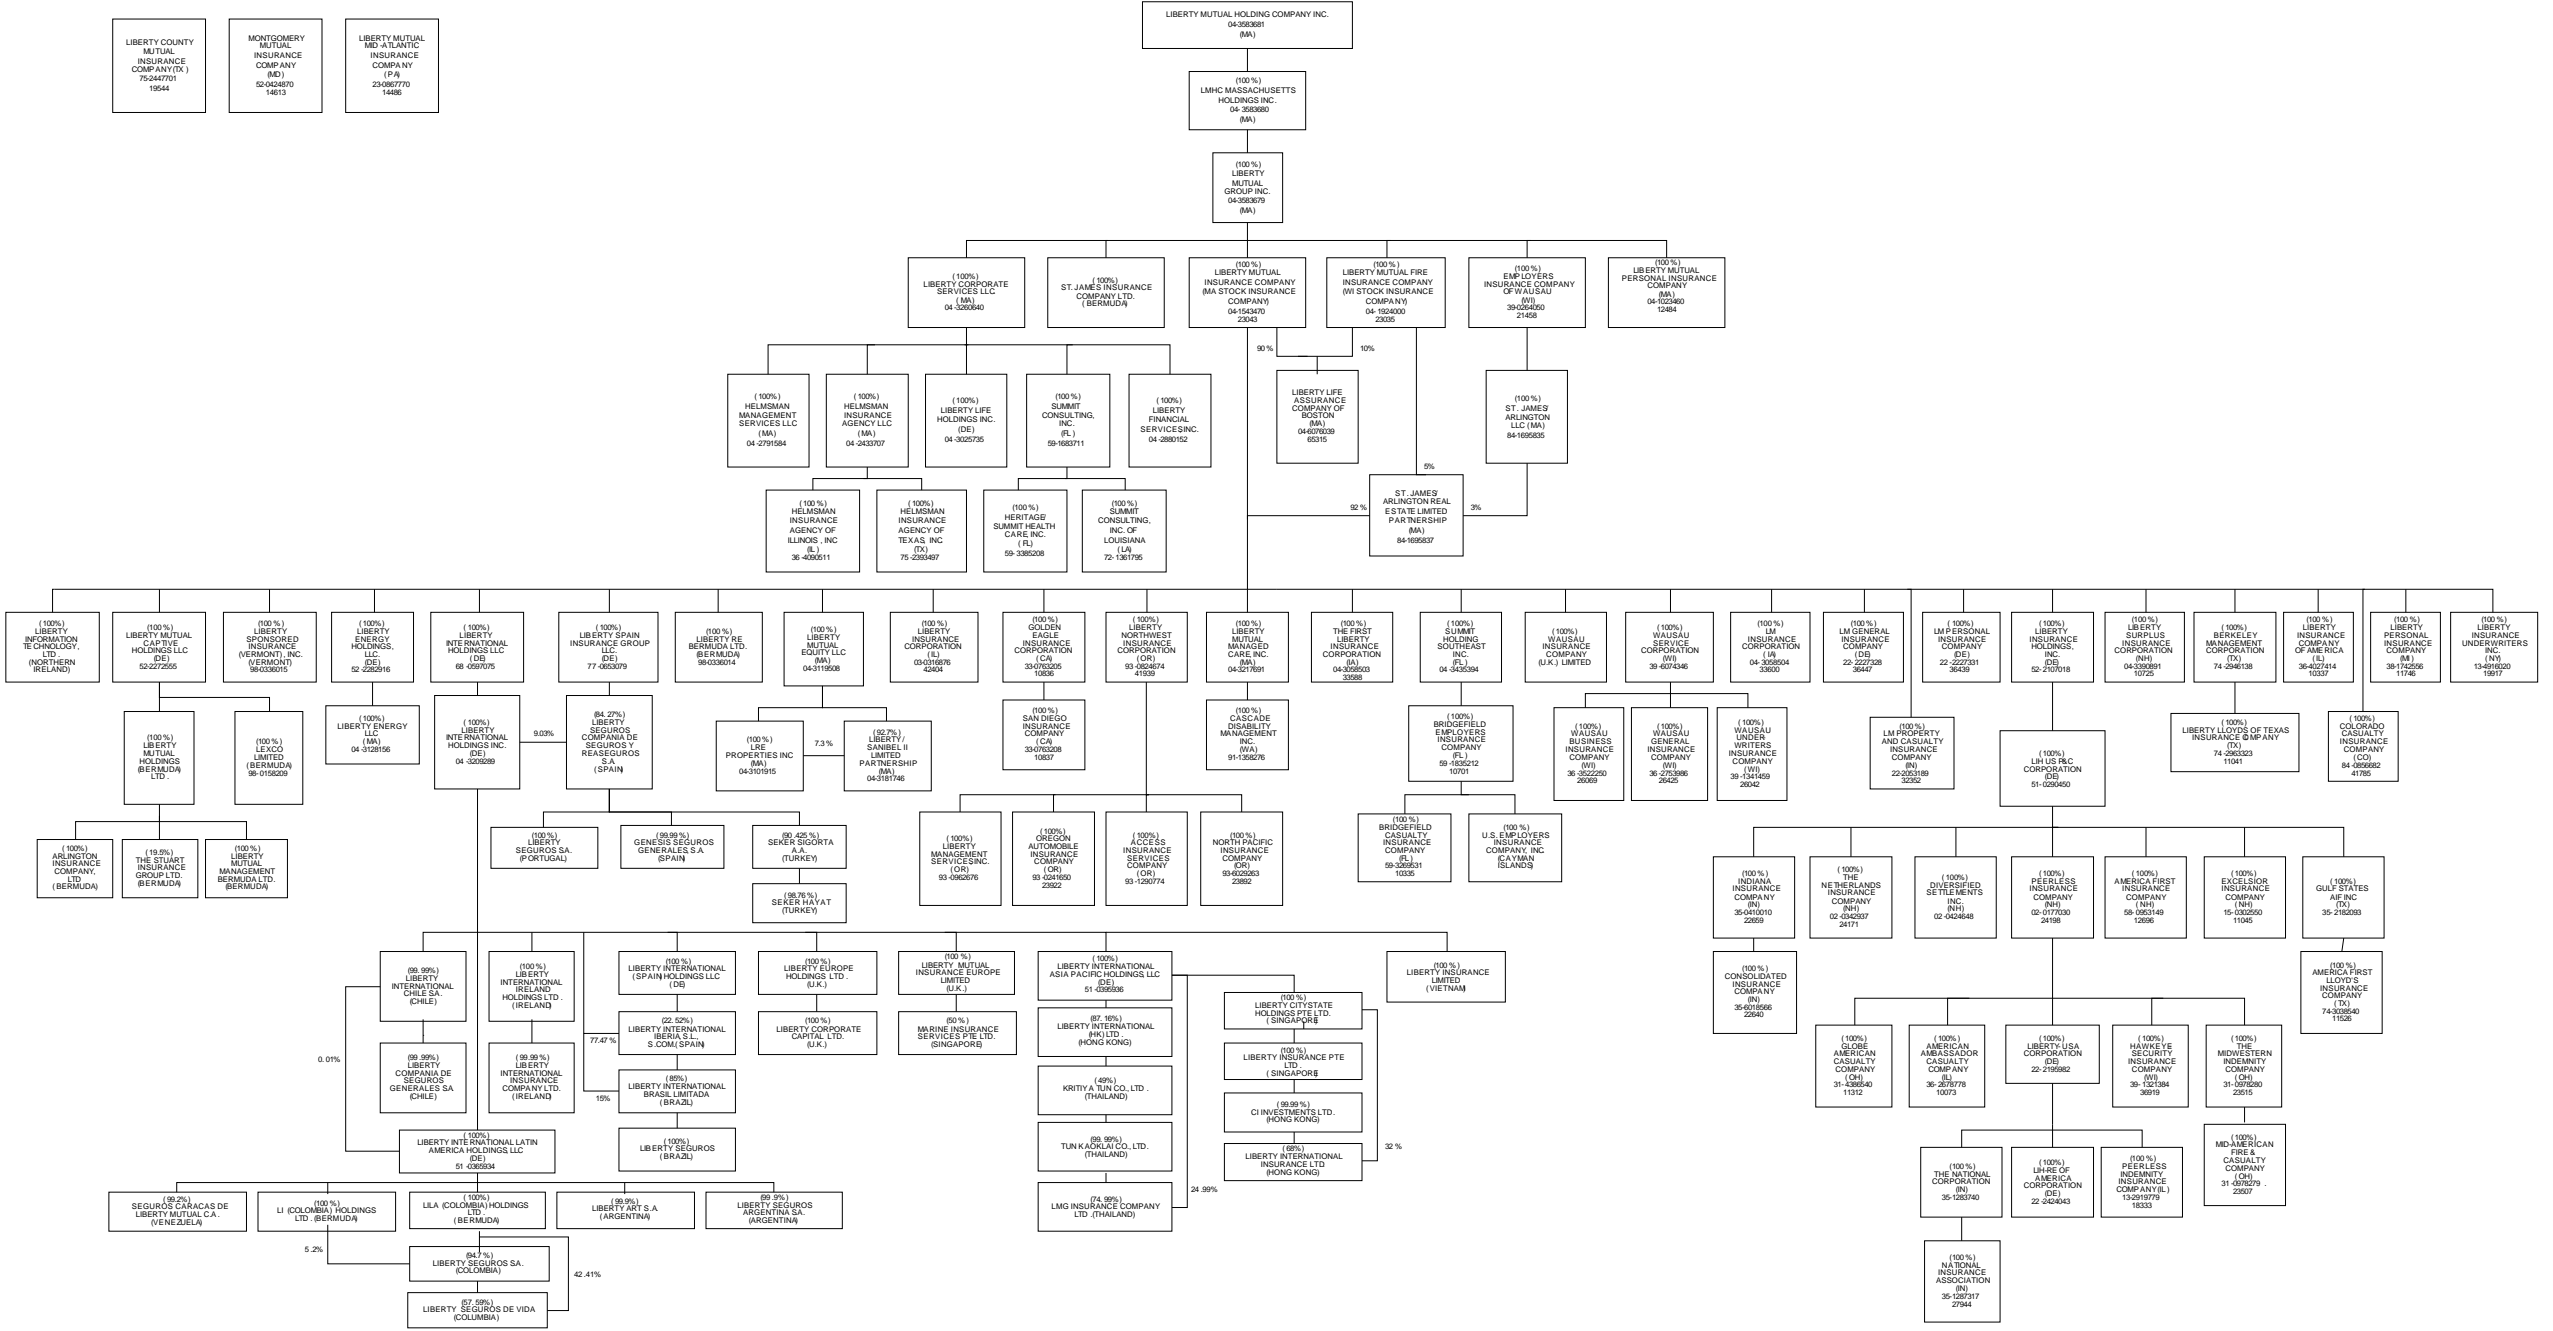 LIBERTY COUNTY
MUTUAL
INSURANCE
COMPANY(TX)
75-2447701
19544
MONTGOMERY
MUTUAL
INSURANCE
COMPANY
(MD)
52-0424870
14613
LIBERTY MUTUAL
MID-ATLANTIC
INSURANCE
COMPANY
(PA)
23-0867770
14486
LIBERTY MUTUAL HOLDING COMPANY INC.
04-3583681
(MA)
(100%)
LMHC MASSACHUSETTS
HOLDINGS INC.
04-3583680
(MA)
(100%)
LIBERTY
MUTUAL
GROUP INC.
04-3583679
(MA)
(100%)
LIBERTY CORPORATE
SERVICES LLC
(MA)
04-3260640
(100%)
ST. JAMES INSURANCE
COMPANY LTD.
(BERMUDA)
(100%)
LIBERTY MUTUAL
INSURANCE COMPANY
(MA STOCK INSURANCE
COMPANY)
04-1543470
23043
(100%)
LIBERTY MUTUAL FIRE
INSURANCE COMPANY
(WI STOCK INSURANCE
COMPANY)
04-1924000
23035
(100%)
EMPLOYERS
INSURANCE COMPANY
OF WAUSAU
(WI)
39-0264050
21458
(100%)
LIBERTY MUTUAL
PERSONAL INSURANCE
COMPANY
(MA)
04-1023460
12484
90%
10%
(100%)
HELMSMAN
MANAGEMENT
SERVICES LLC
(MA)
04-2791584
(100%)
HELMSMAN
INSURANCE
AGENCY LLC
(MA)
04-2433707
(100%)
LIBERTY LIFE
HOLDINGS INC.
(DE)
04-3025735
(100%)
SUMMIT
CONSULTING,
INC.
(FL)
59-1683711
(100%)
LIBERTY
FINANCIAL
SERVICES,INC.
04-2880152
LIBERTY LIFE
ASSURANCE
COMPANY OF
BOSTON
(MA)
04-6076039
65315
(100%)
ST. JAMES/
ARLINGTON
LLC (MA)
84-1695835
5%
(100%)
HELMSMAN
INSURANCE
AGENCY OF
ILLINOIS, INC
(IL)
36-4090511
(100%)
HELMSMAN
INSURANCE
AGENCY OF
TEXAS, INC
(TX)
75-2393497
(100%)
HERITAGE/
SUMMIT HEALTH
CARE, INC.
(FL)
59-3385208
(100%)
SUMMIT
CONSULTING,
INC. OF
LOUISIANA
(LA)
72-1361795
92%
ST. JAMES/
ARLINGTON REAL
ESTATE LIMITED
PARTNERSHIP
(MA)
84-1695837
3%
(100%)
LIBERTY
INFORMATION
TECHNOLOGY,
LTD.
(NORTHERN
IRELAND)
(100%)
LIBERTY MUTUAL
CAPTIVE
HOLDINGS LLC
(DE)
52-2272555
(100%)
LIBERTY
SPONSORED
INSURANCE
(VERMONT), INC.
(VERMONT)
98-0336015
(100%)
LIBERTY
ENERGY
HOLDINGS,
LLC.
(DE)
52-2282916
(100%)
LIBERTY
INTERNATIONAL
HOLDINGS LLC
(DE)
68-0597075
(100%)
LIBERTY SPAIN
INSURANCE GROUP
LLC.
(DE)
77-0653079
(100%)
LIBERTY RE
BERMUDA LTD.
(BERMUDA)
98-0336014
(100%)
LIBERTY
MUTUAL
EQUITY LLC
(MA)
04-3119508
(100%)
LIBERTY
INSURANCE
CORPORATION
(IL)
03-0316876
42404
(100%)
GOLDEN
EAGLE
INSURANCE
CORPORATION
(CA)
33-0763205
10836
(100%)
LIBERTY
NORTHWEST
INSURANCE
CORPORATION
(OR)
93-0824674
41939
(100%)
LIBERTY
MUTUAL
MANAGED
CARE, INC.
(MA)
04-3217691
(100%)
THE FIRST
LIBERTY
INSURANCE
CORPORATION
(IA)
04-3058503
33588
(100%)
SUMMIT
HOLDING
SOUTHEAST
INC.
(FL)
04-3435394
(100%)
WAUSAU
INSURANCE
COMPANY
(U.K.) LIMITED
(100%)
WAUSAU
SERVICE
CORPORATION
(WI)
39-6074346
(100%)
LM
INSURANCE
CORPORATION
(IA)
04-3058504
33600
(100%)
LM GENERAL
INSURANCE
COMPANY
(DE)
22-2227328
36447
(100%)
LM PERSONAL
INSURANCE
COMPANY
(DE)
22-2227331
36439
(100%)
LIBERTY
INSURANCE
HOLDINGS,
INC.
(DE)
52-2107018
(100%)
LIBERTY
SURPLUS
INSURANCE
CORPORATION
(NH)
04-3390891
10725
(100%)
BERKELEY
MANAGEMENT
CORPORATION
(TX)
74-2946138
(100%)
LIBERTY
INSURANCE
COMPANY
OF AMERICA
(IL)
36-4027414
10337
(100%)
LIBERTY
PERSONAL
INSURANCE
COMPANY
(MI)
38-1742556
11746
(100%)
LIBERTY
INSURANCE
UNDERWRITERS
INC.
(NY)
13-4916020
19917
(100%)
LIBERTY
MUTUAL
HOLDINGS
(BERMUDA)
LTD.
(100%)
LEXCO
LIMITED
(BERMUDA)
98-0158209
(100%)
LIBERTY ENERGY
LLC
(MA)
04-3128156
(100%)
LIBERTY
INTERNATIONAL
HOLDINGS INC.
(DE)
04-3209289
9.03%
(84.27%)
LIBERTY
SEGUROS
COMPANIA DE
SEGUROS Y
REASEGUROS
S.A
(SPAIN)
(100%)
LRE
PROPERTIES INC
(MA)
04-3101915
7.3%
(92.7%)
LIBERTY/
SANIBEL II
LIMITED
PARTNERSHIP
(MA)
04-3181746
(100%)
SAN DIEGO
INSURANCE
COMPANY
(CA)
33-0763208
10837
(100%)
CASCADE
DISABILITY
MANAGEMENT
INC.
(WA)
91-1358276
(100%)
BRIDGEFIELD
EMPLOYERS
INSURANCE
COMPANY
(FL)
59-1835212
10701
(100%)
WAUSAU
BUSINESS
INSURANCE
COMPANY
(WI)
36-3522250
26069
(100%)
WAUSAU
GENERAL
INSURANCE
COMPANY
(WI)
36-2753986
26425
(100%)
WAUSAU
UNDER-
WRITERS
INSURANCE
COMPANY
(WI)
39-1341459
26042
(100%)
LM PROPERTY
AND CASUALTY
INSURANCE
COMPANY
(IN)
22-2053189
32352
(100%)
LIH US P&C
CORPORATION
(DE)
51-0290450
(100%)
LIBERTY LLOYDS OF TEXAS
INSURANCE COMPANY
(TX)
74-2963323
11041
(100%)
COLORADO
CASUALTY
INSURANCE
COMPANY
(CO)
84-0856682
41785
(100%)
ARLINGTON
INSURANCE
COMPANY,
LTD
(BERMUDA)
(19.5%)
THE STUART
INSURANCE
GROUP LTD.
(BERMUDA)
(100%)
LIBERTY
MUTUAL
MANAGEMENT
BERMUDA LTD.
(BERMUDA)
(100%)
LIBERTY
SEGUROS SA.
(PORTUGAL)
(99.99%)
GENESIS SEGUROS
GENERALES, S.A.
(SPAIN)
(90.425%)
SEKER SIGORTA
A.A.
(TURKEY)
(98.76%)
SEKER HAYAT
(TURKEY)
(100%)
LIBERTY
MANAGEMENT
SERVICES,INC.
(OR)
93-0962676
(100%)
OREGON
AUTOMOBILE
INSURANCE
COMPANY
(OR)
93-0241650
23922
(100%)
ACCESS
INSURANCE
SERVICES
COMPANY
(OR)
93-1290774
(100%)
NORTH PACIFIC
INSURANCE
COMPANY
(OR)
93-6029263
23892
(100%)
BRIDGEFIELD
CASUALTY
INSURANCE
COMPANY
(FL)
59-3269531
10335
(100%)
U.S. EMPLOYERS
INSURANCE
COMPANY, INC
(CAYMAN
ISLANDS)
(100%)
INDIANA
INSURANCE
COMPANY
(IN)
35-0410010
22659
(100%)
THE
NETHERLANDS
INSURANCE
COMPANY
(NH)
02-0342937
24171
(100%)
DIVERSIFIED
SETTLEMENTS
INC.
(NH)
02-0424648
(100%)
PEERLESS
INSURANCE
COMPANY
(NH)
02-0177030
24198
(100%)
AMERICA FIRST
INSURANCE
COMPANY
(NH)
58-0953149
12696
(100%)
EXCELSIOR
INSURANCE
COMPANY
(NH)
15-0302550
11045
(100%)
GULF STATES
AIF INC
(TX)
35-2182093
(99.99%)
LIBERTY
INTERNATIONAL
CHILE SA.
(CHILE)
(100%)
LIBERTY
INTERNATIONAL
IRELAND
HOLDINGS LTD.
(IRELAND)
(100%)
LIBERTY INTERNATIONAL
(SPAIN) HOLDINGS LLC
(DE)
(100%)
LIBERTY EUROPE
HOLDINGS LTD.
(U.K.)
(100%)
LIBERTY MUTUAL
INSURANCE EUROPE
LIMITED
(U.K.)
(100%)
LIBERTY INTERNATIONAL
ASIA PACIFIC HOLDINGS, LLC
(DE)
51-0395936
(100%)
LIBERTY INSURANCE
LIMITED
(VIETNAM)
(100%)
CONSOLIDATED
INSURANCE
COMPANY
(IN)
35-6018566
22640
(100%)
AMERICA FIRST
LLOYD'S
INSURANCE
COMPANY
(TX)
74-3038540
11526
0.01%
(99.99%)
LIBERTY
COMPANIA DE
SEGUROS
GENERALES SA
(CHILE)
(99.99%)
LIBERTY
INTERNATIONAL
INSURANCE
COMPANY LTD.
(IRELAND)
77.47%
(22.52%)
LIBERTY INTERNATIONAL
IBERIA, S.L.,
S.COM.(SPAIN)
15%
(85%)
LIBERTY INTERNATIONAL
BRASIL LIMITADA
(BRAZIL)
(100%)
LIBERTY SEGUROS
(BRAZIL)
(100%)
LIBERTY CORPORATE
CAPITAL LTD.
(U.K.)
(50%)
MARINE INSURANCE
SERVICES PTE LTD.
(SINGAPORE)
(87.16%)
LIBERTY INTERNATIONAL
(HK) LTD.
(HONG KONG)
(49%)
KRITIYA TUN CO., LTD.
(THAILAND)
(99.99%)
TUN KAOKLAI CO., LTD.
(THAILAND)
(74.99%)
LMG INSURANCE COMPANY
LTD.(THAILAND)
24.99%
(100%)
LIBERTY CITYSTATE
HOLDINGS PTE LTD.
(SINGAPORE)
(100%)
LIBERTY INSURANCE PTE
LTD.
(SINGAPORE)
(99.99%)
CI INVESTMENTS LTD.
(HONG KONG)
(68%)
LIBERTY INTERNATIONAL
INSURANCE LTD.
(HONG KONG)
32%
(100%)
GLOBE
AMERICAN
CASUALTY
COMPANY
(OH)
31-4386540
11312
(100%)
AMERICAN
AMBASSADOR
CASUALTY
COMPANY
(IL)
36-2678778
10073
(100%)
LIBERTY-USA
CORPORATION
(DE)
22-2195982
(100%)
HAWKEYE
SECURITY
INSURANCE
COMPANY
(WI)
39-1321384
36919
(100%)
THE
MIDWESTERN
INDEMNITY
COMPANY
(OH)
31-0978280
23515
(100%)
LIBERTY INTERNATIONAL LATIN
AMERICA HOLDINGS, LLC
(DE)
51-0365934
(100%)
THE NATIONAL
CORPORATION
(IN)
35-1283740
(100%)
LIH-RE OF
AMERICA
CORPORATION
(DE)
22-2424043
(100%)
PEERLESS
INDEMNITY
INSURANCE
COMPANY(IL)
13-2919779
18333
(100%)
MID-AMERICAN
FIRE &
CASUALTY
COMPANY
(OH)
31-0978279 .
23507
(99.2%)
SEGUROS CARACAS DE
LIBERTY MUTUAL C.A.
(VENEZUELA)
(100%)
LI (COLOMBIA) HOLDINGS
LTD. (BERMUDA)
(100%)
LILA (COLOMBIA) HOLDINGS
LTD.
(BERMUDA)
(99.9%)
LIBERTY ART S.A.
(ARGENTINA)
(99.9%)
LIBERTY SEGUROS
ARGENTINA SA.
(ARGENTINA)
5.2%
(94.7%)
LIBERTY SEGUROS SA.
(COLOMBIA)
42.41%
(57.59%)
LIBERTY SEGUROS DE VIDA
(COLUMBIA)
(100%)
NATIONAL
INSURANCE
ASSOCIATION
(IN)
35-1287317
27944